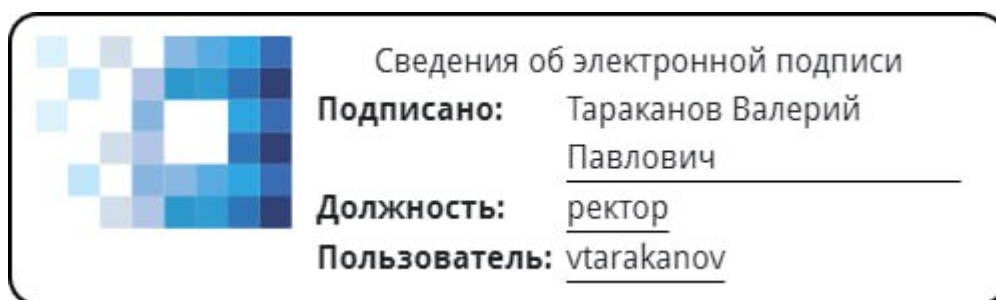 Сведения об электронной подписи
Подписано: Тараканов Валерий
Павлович
Должность: ректор
Пользователь: vtarakanov